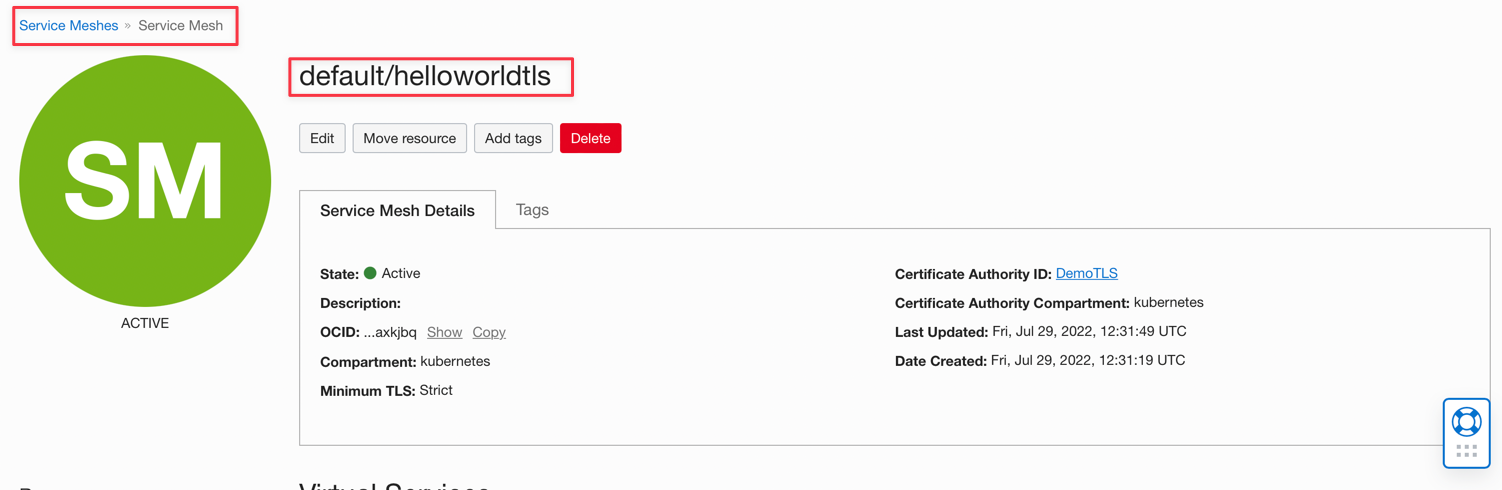 Service Meshes » Service Mesh
SM
ACTIVE
default/helloworldtls
Edit Move resource Add tags Delete
Service Mesh Details Tags
State: Active
Description:
OCID: ...axkjbq Show Copy
Compartment: kubernetes
Minimum TLS: Strict
Certificate Authority ID: DemoTLS
Certificate Authority Compartment: kubernetes
Last Updated: Fri, Jul 29, 2022, 12:31:49 UTC
Date Created: Fri, Jul 29, 2022, 12:31:19 UTC
Virtual Services